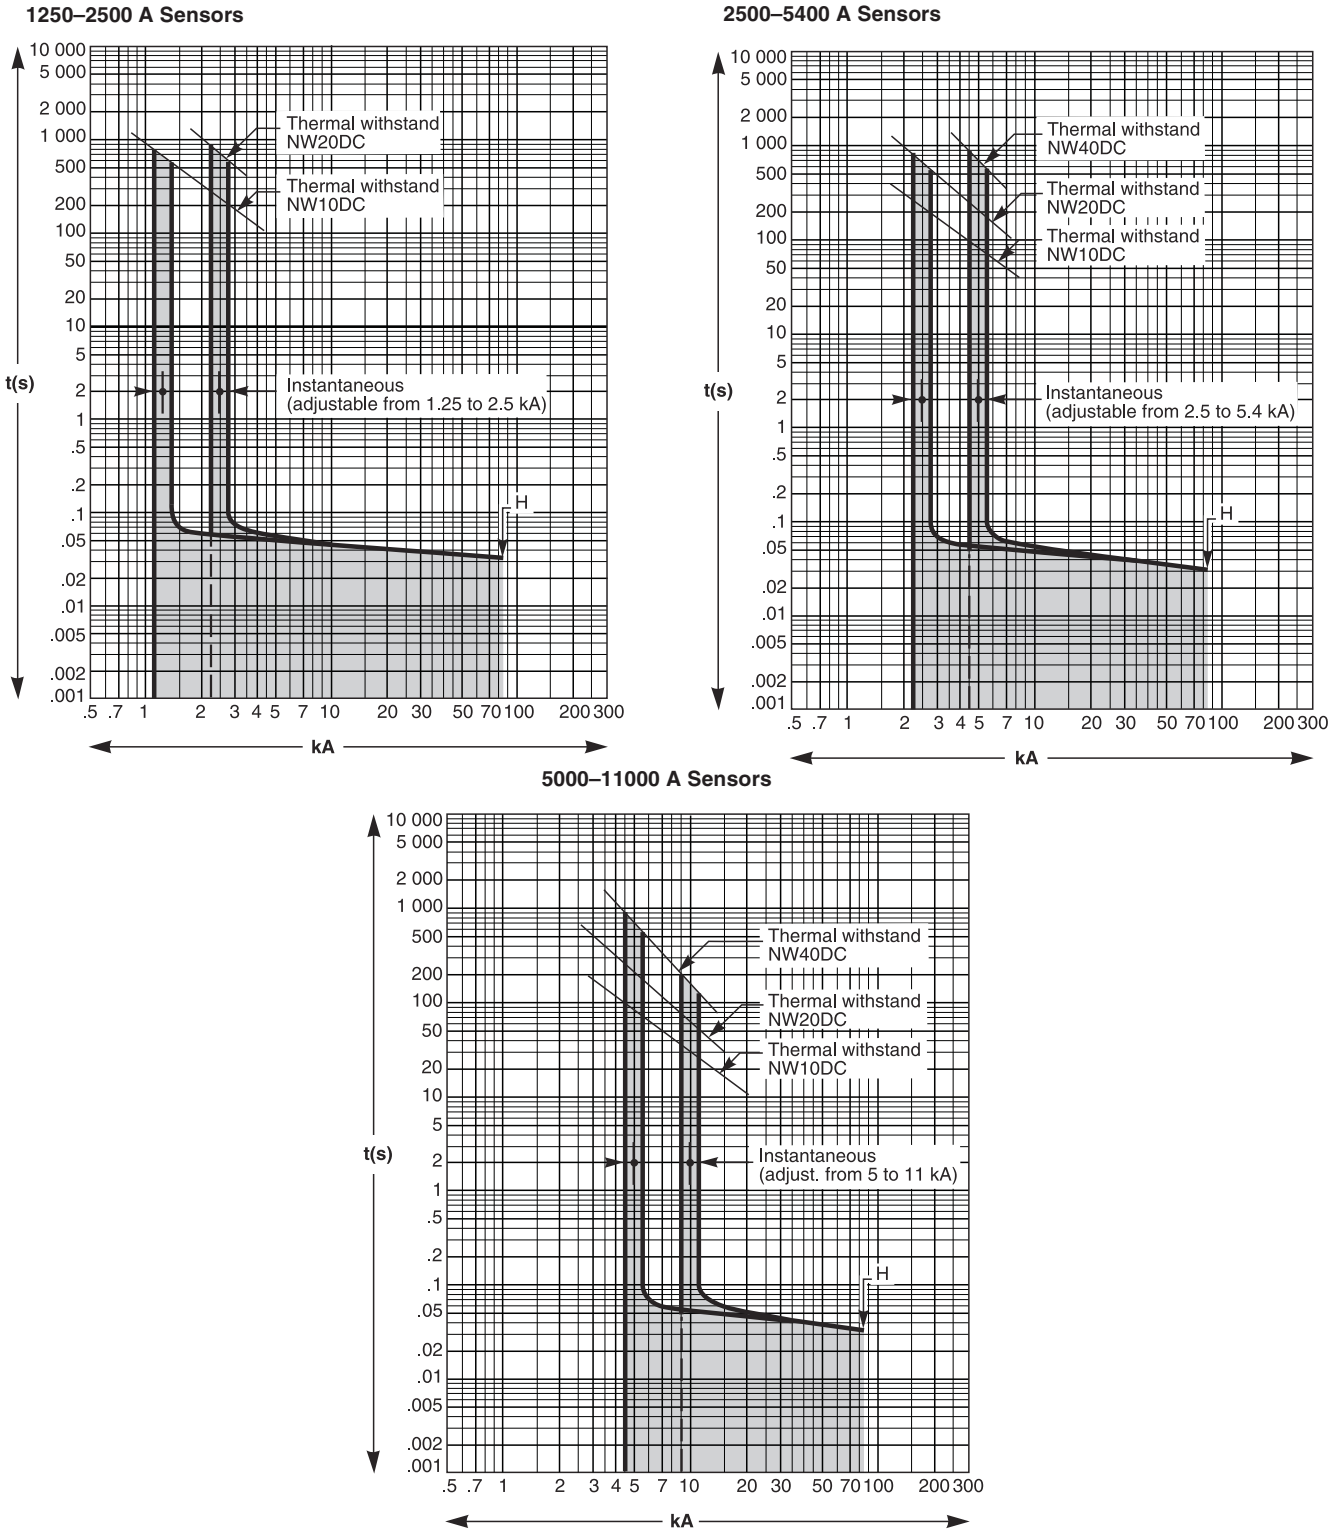 1250–2500 A Sensors
10 000
5 000
2 000
1 000
500
200
100
50
20
10
5
2
1
.5
.2
.1
.05
.02
.01
.005
.002
.001
t(s)
Thermal withstand
NW20DC
Thermal withstand
NW10DC
Instantaneous
(adjustable from 1.25 to 2.5 kA)
H
.5 .7 1 2 3 4 5 7 10 20 30 50 70 100 200 300
kA
2500–5400 A Sensors
10 000
5 000
2 000
1 000
500
200
100
50
20
10
5
2
1
.5
.2
.1
.05
.02
.01
.005
.002
.001
t(s)
Thermal withstand
NW40DC
Thermal withstand
NW20DC
Thermal withstand
NW10DC
Instantaneous
(adjustable from 2.5 to 5.4 kA)
H
.5 .7 1 2 3 4 5 7 10 20 30 50 70 100 200 300
kA
5000–11000 A Sensors
10 000
5 000
2 000
1 000
500
200
100
50
20
10
5
2
1
.5
.2
.1
.05
.02
.01
.005
.002
.001
t(s)
Thermal withstand
NW40DC
Thermal withstand
NW20DC
Thermal withstand
NW10DC
Instantaneous
(adjust. from 5 to 11 kA)
H
.5 .7 1 2 3 4 5 7 10 20 30 50 70 100 200 300
kA